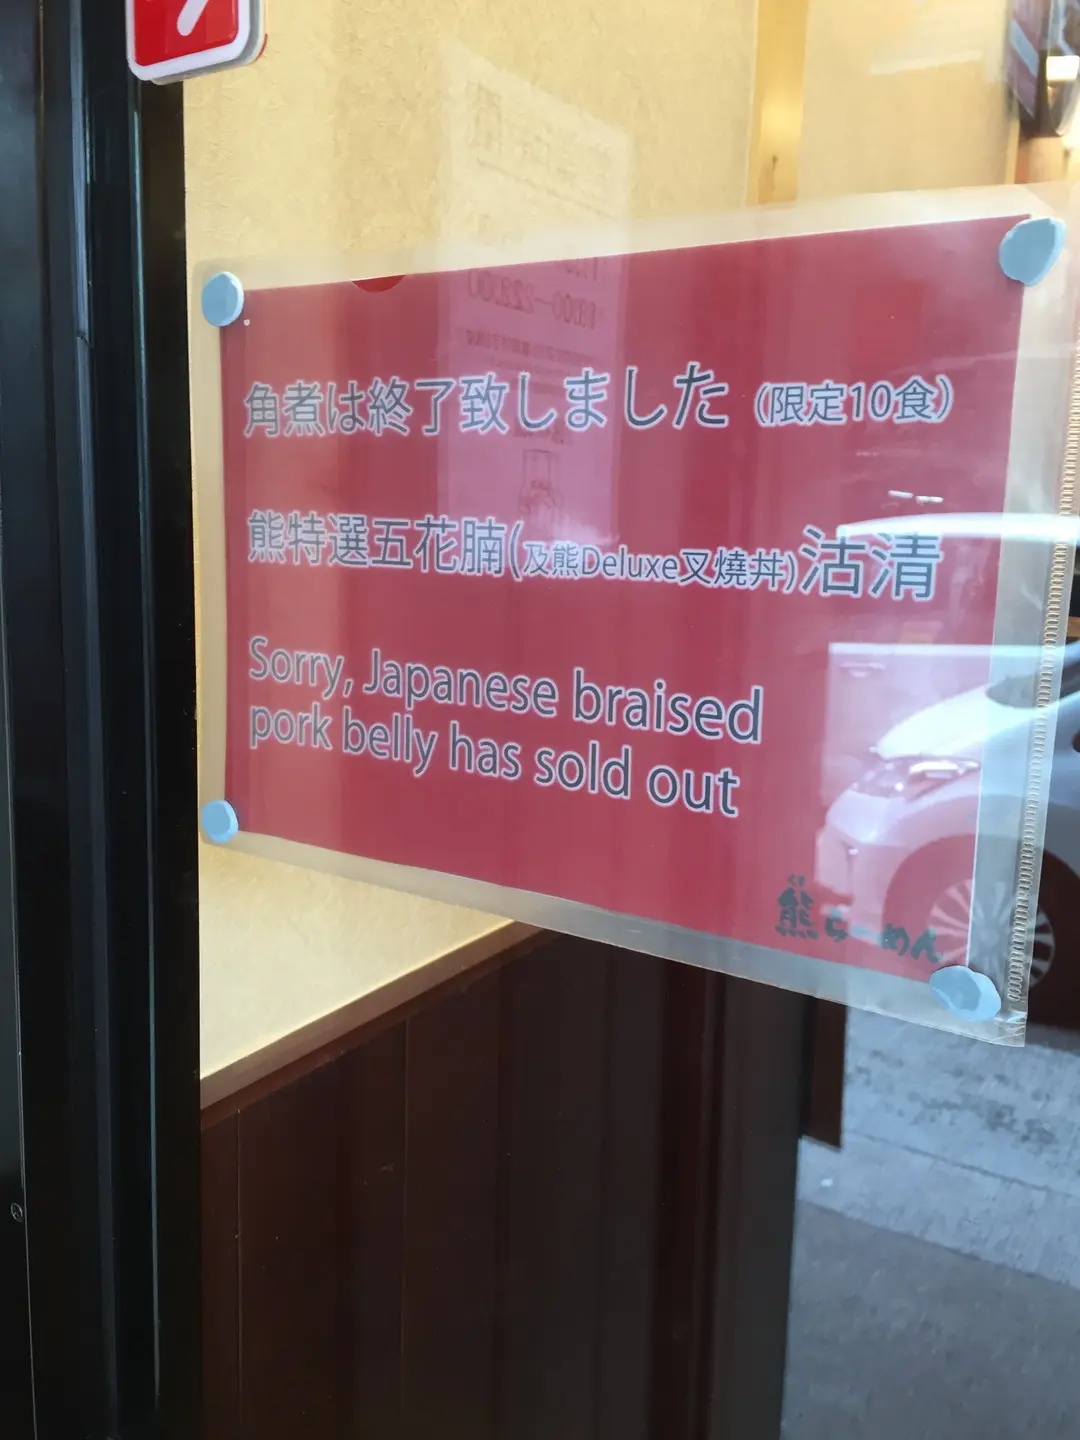 角煮は終了致しました（限定10食）
熊特選五花腩(及熊Deluxe叉燒丼)沽清
Sorry, Japanese braised
pork belly has sold out
くま
熊らーめん